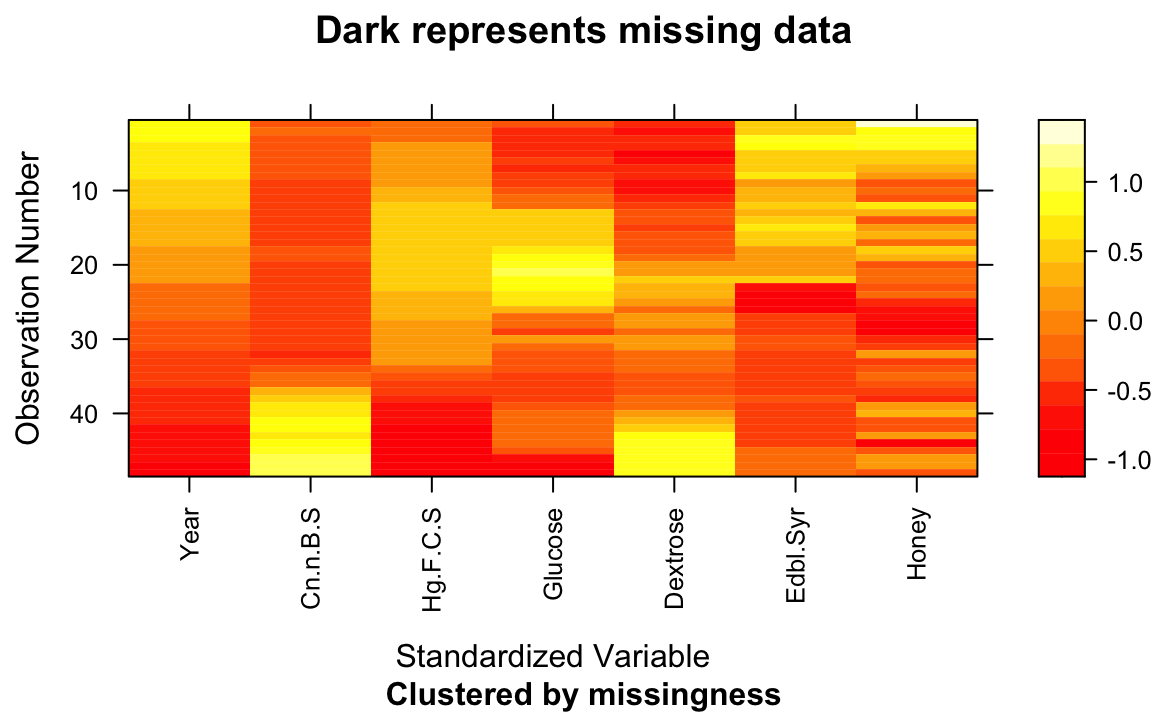 Dark represents missing data
Observation Number
10
20
30
40
1.0
0.5
0.0
-0.5
-1.0
Year
Cn.n.B.S
Hg.F.C.S
Glucose
Dextrose
Edbl.Syr
Honey
Standardized Variable
Clustered by missingness